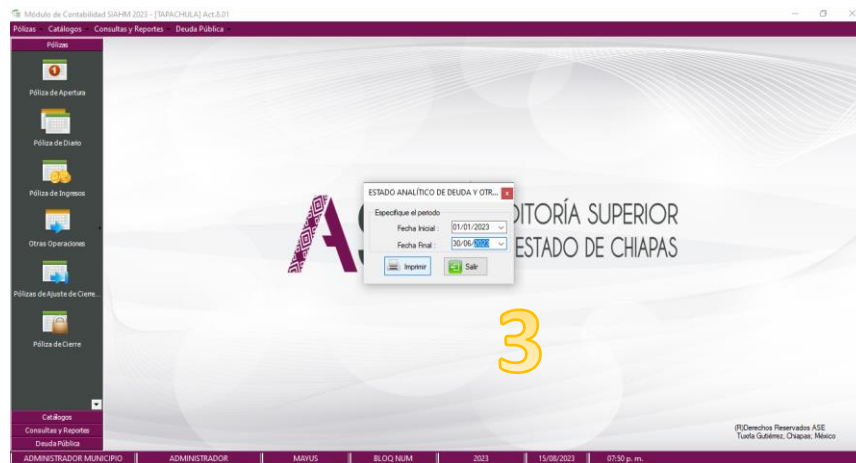 Módulo de Contabilidad SIAHM 2023 - [TAPACHULA] Act.8.01
Pólizas Catálogos Consultas y Reportes Deuda Pública
Pólizas
Póliza de Apertura
Póliza de Diario
Póliza de Ingresos
Otras Operaciones
Pólizas de Ajuste de Cierre...
Póliza de Cierre
Catálogos
Consultas y Reportes
Deuda Pública
ESTADO ANALÍTICO DE DEUDA Y OTR...
Especifique el periodo
Fecha Inicial : 01/01/2023
Fecha Final : 30/06/2023
Imprimir Salir
DITORÍA SUPERIOR
ESTADO DE CHIAPAS
3
(R)Derechos Reservados ASE
Tuxtla Gutiérrez, Chiapas; México
ADMINISTRADOR MUNICIPIO ADMINISTRADOR MAYUS BLOQ NUM 2023 15/08/2023 07:50 p. m.